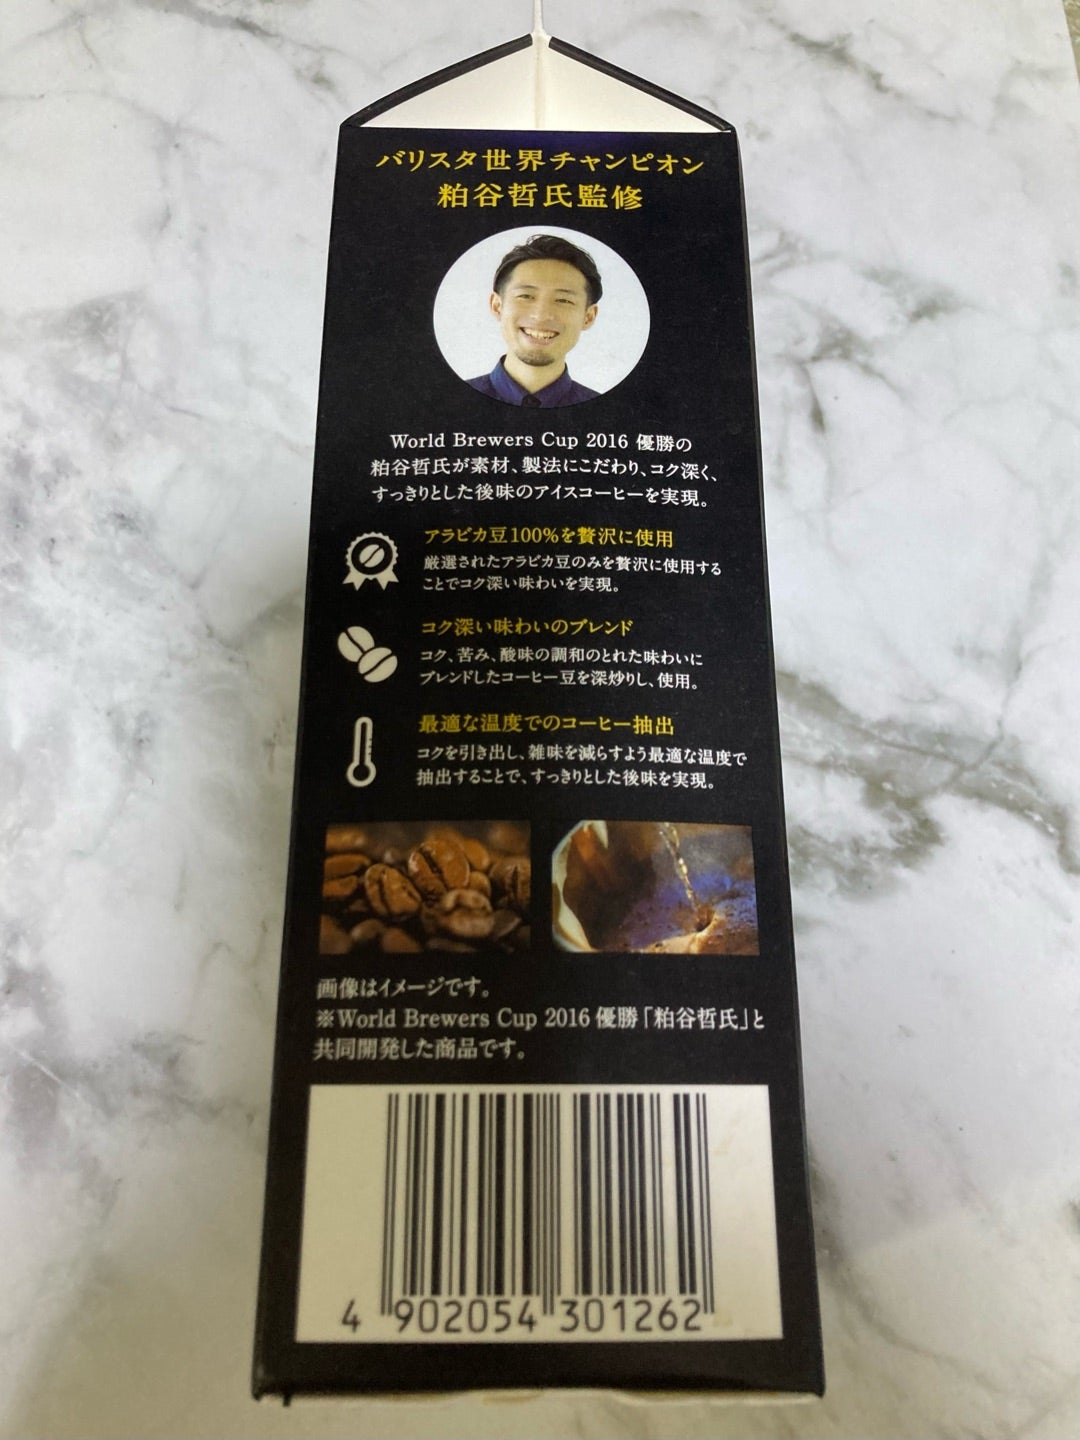 バリスタ世界チャンピオン
粕谷哲氏監修
World Brewers Cup 2016 優勝の
粕谷哲氏が素材、製法にこだわり、コク深く、
すっきりとした後味のアイスコーヒーを実現。
アラビカ豆100%を贅沢に使用
厳選されたアラビカ豆のみを贅沢に使用する
ことでコク深い味わいを実現。
コク深い味わいのブレンド
コク、苦み、酸味の調和のとれた味わいに
ブレンドしたコーヒー豆を深炒りし、使用。
最適な温度でのコーヒー抽出
コクを引き出し、雑味を減らすよう最適な温度で
抽出することで、すっきりとした後味を実現。
画像はイメージです。
※World Brewers Cup 2016 優勝「粕谷哲氏」と
共同開発した商品です。
4 902054 301262